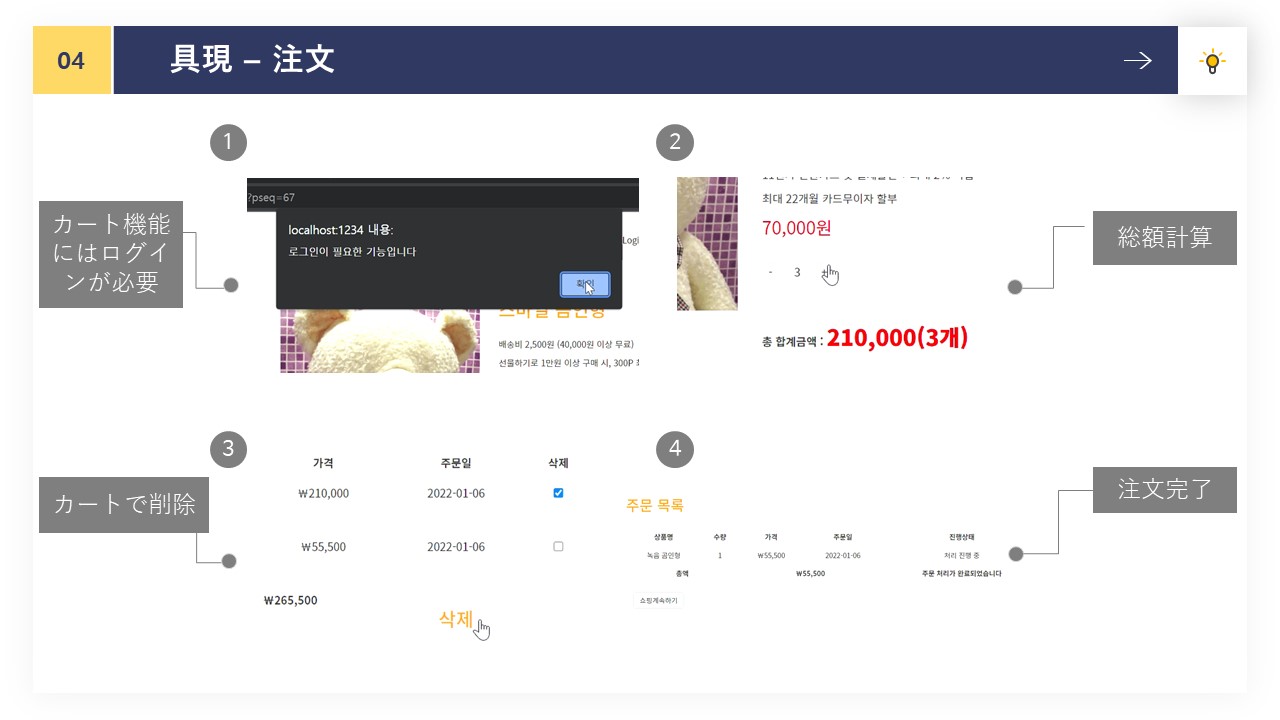 04
具現 – 注文
1
カート機能
にはログイ
ンが必要
?pseq=67
localhost:1234 내용:
로그인이 필요한 기능입니다
확인
Logi
스마일 곰인형
배송비 2,500원 (40,000원 이상 무료)
선물하기로 1만원 이상 구매 시, 300P
2
최대 22개월 카드무이자 할부
70,000원
- 3 +
총 합계금액 : 210,000(3개)
総額計算
3
カートで削除
가격 주문일 삭제
₩210,000 2022-01-06
₩55,500 2022-01-06
₩265,500
삭제
4
주문 목록
상품명 수량 가격 주문일 진행상태
녹음 곰인형 1 ₩55,500 2022-01-06 처리 진행 중
총액 ₩55,500 주문 처리가 완료되었습니다
쇼핑계속하기
注文完了